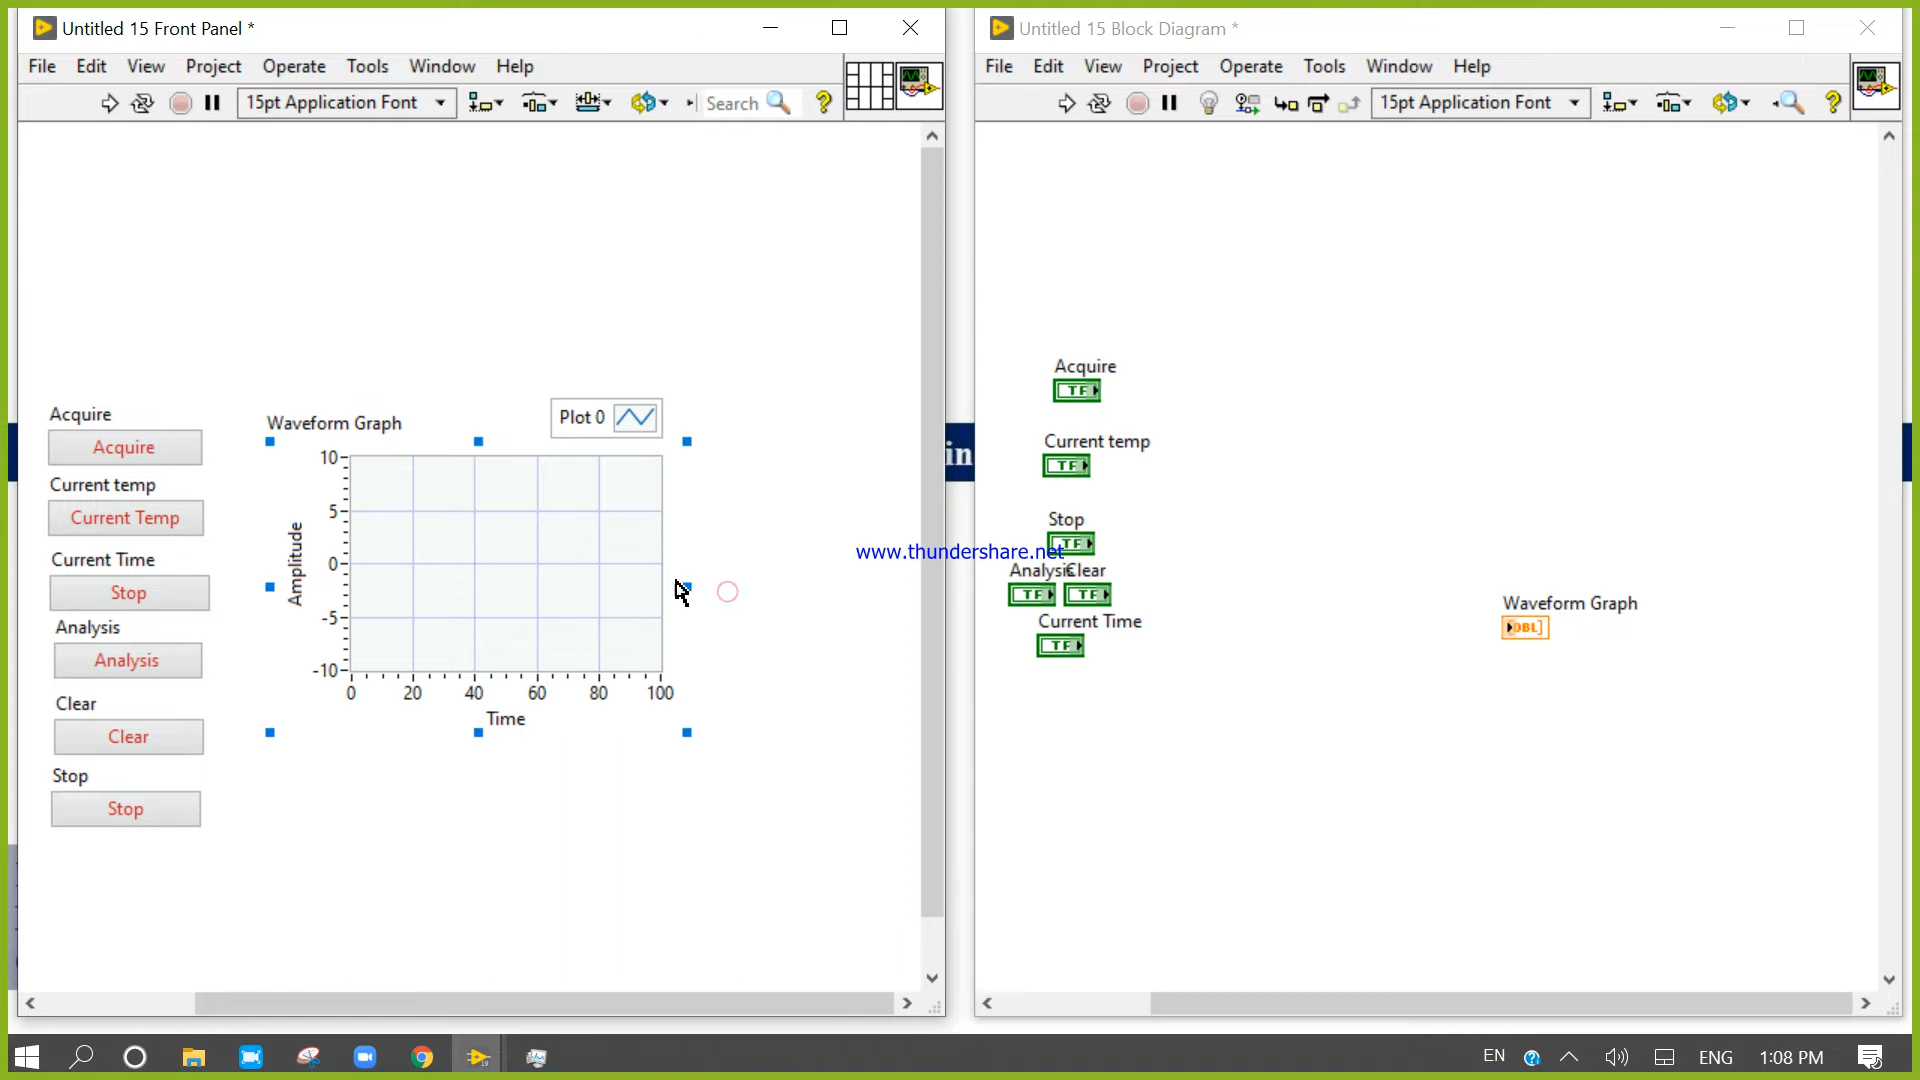 Untitled 15 Front Panel *
File Edit View Project Operate Tools Window Help
15pt Application Font
Search
Acquire
Acquire
Current temp
Current Temp
Current Time
Stop
Analysis
Analysis
Clear
Clear
Stop
Stop
Waveform Graph
Plot 0
Amplitude
10
5
0
-5
-10
0 20 40 60 80 100
Time
in
www.thundershare.net
Untitled 15 Block Diagram *
File Edit View Project Operate Tools Window Help
15pt Application Font
Acquire
TF
Current temp
TF
Stop
TF
Analysis Clear
TF TF
Current Time
TF
Waveform Graph
DBL
EN ENG 1:08 PM